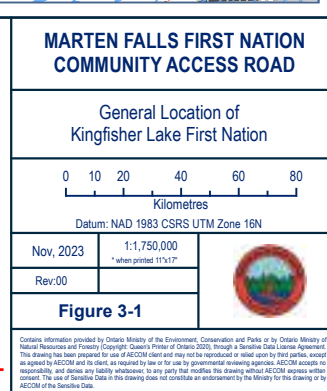 MARTEN FALLS FIRST NATION
COMMUNITY ACCESS ROAD
General Location of
Kingfisher Lake First Nation
0 10 20 40 60 80
Kilometres
Datum: NAD 1983 CSRS UTM Zone 16N
Nov, 2023
1:1,750,000
* when printed 11"x17"
Rev:00
Figure 3-1
Contains information provided by Ontario Ministry of the Environment, Conservation and Parks or by Ontario Ministry of
Natural Resources and Forestry (Copyright: Queen's Printer of Ontario 2020), through a Sensitive Data License Agreement.
This drawing has been prepared for use of AECOM client and may not be reproduced or relied upon by third parties, except
as agreed by AECOM and its client, as required by law or for use by governmental reviewing agencies. AECOM accepts no
responsibility, and denies any liability whatsoever, to any party that modifies this drawing without AECOM express written
consent. The use of Sensitive Data in this drawing does not constitute an endorsement by the Ministry for this drawing or by
AECOM of the Sensitive Data.